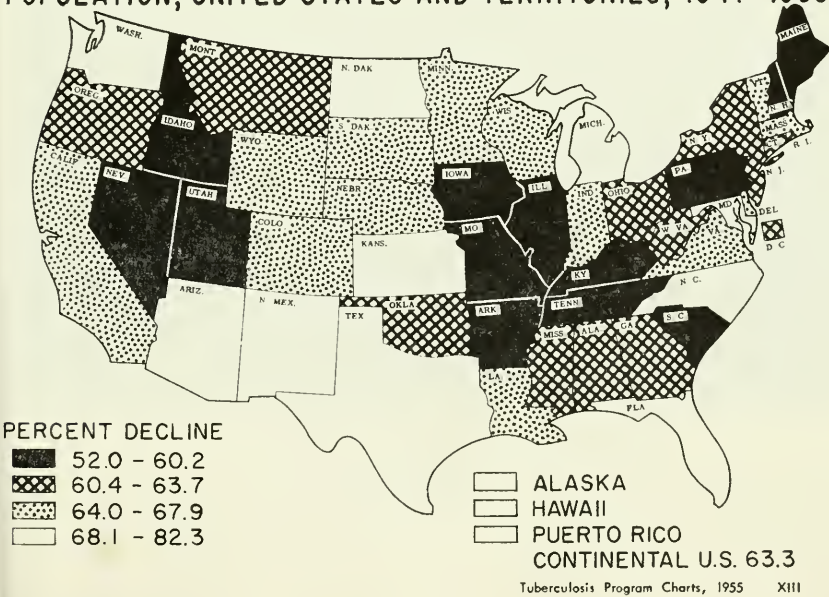 POPULATION, UNITED STATES AND TERRITORIES,
WASH.
MONT
N. DAK
MINN
MAINE
OREG
IDAHO
WYO
S. DAK
WIS
MICH.
N. Y
VT
N. H
MASS
CT
R. I.
CALIF
NEV
UTAH
COLO
NEBR
IOWA
ILL
IND
OHIO
PA
N. J.
MD
DEL
D C
KANS.
MO
KY
W. VA
VA
ARIZ.
N MEX.
OKLA
ARK
TENN
N C.
S. C
TEX
MISS
ALA
GA
LA
FLA
PERCENT DECLINE
52.0 - 60.2
60.4 - 63.7
64.0 - 67.9
68.1 - 82.3
ALASKA
HAWAII
PUERTO RICO
CONTINENTAL U.S. 63.3
Tuberculosis Program Charts, 1955 XIII